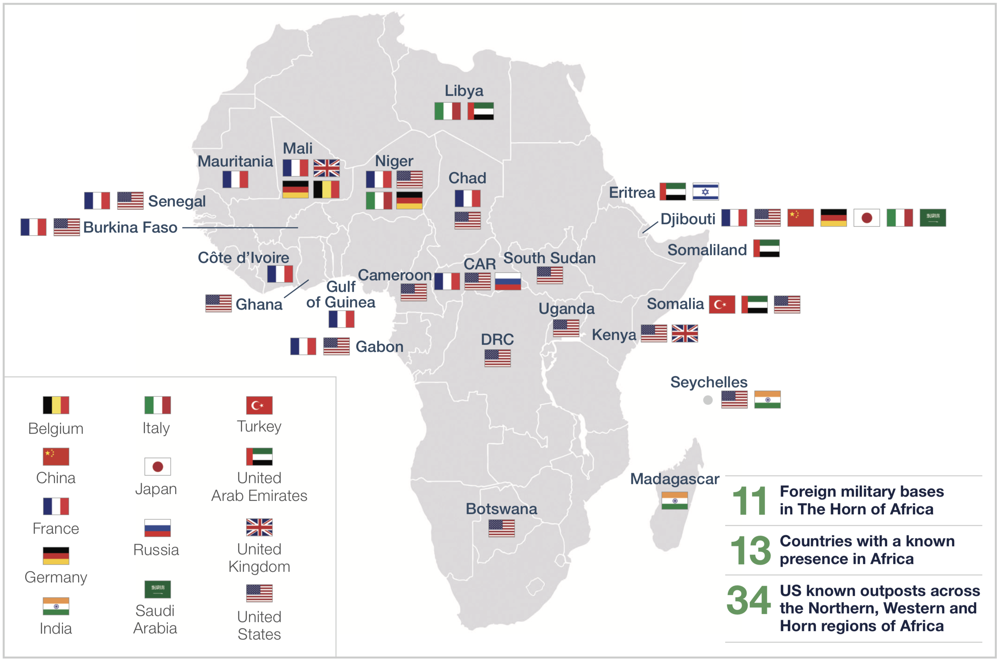 Libya
Mali
Mauritania
Niger
Chad
Senegal
Eritrea
Burkina Faso
Djibouti
Somaliland
Côte d’Ivoire
CAR
South Sudan
Cameroon
Gulf
of Guinea
Ghana
Somalia
Uganda
Kenya
DRC
Gabon
Seychelles
Madagascar
Botswana
Belgium
China
France
Germany
India
Italy
Japan
Russia
Saudi
Arabia
Turkey
United
Arab Emirates
United
Kingdom
United
States
11 Foreign military bases
in The Horn of Africa
13 Countries with a known
presence in Africa
34 US known outposts across
the Northern, Western and
Horn regions of Africa